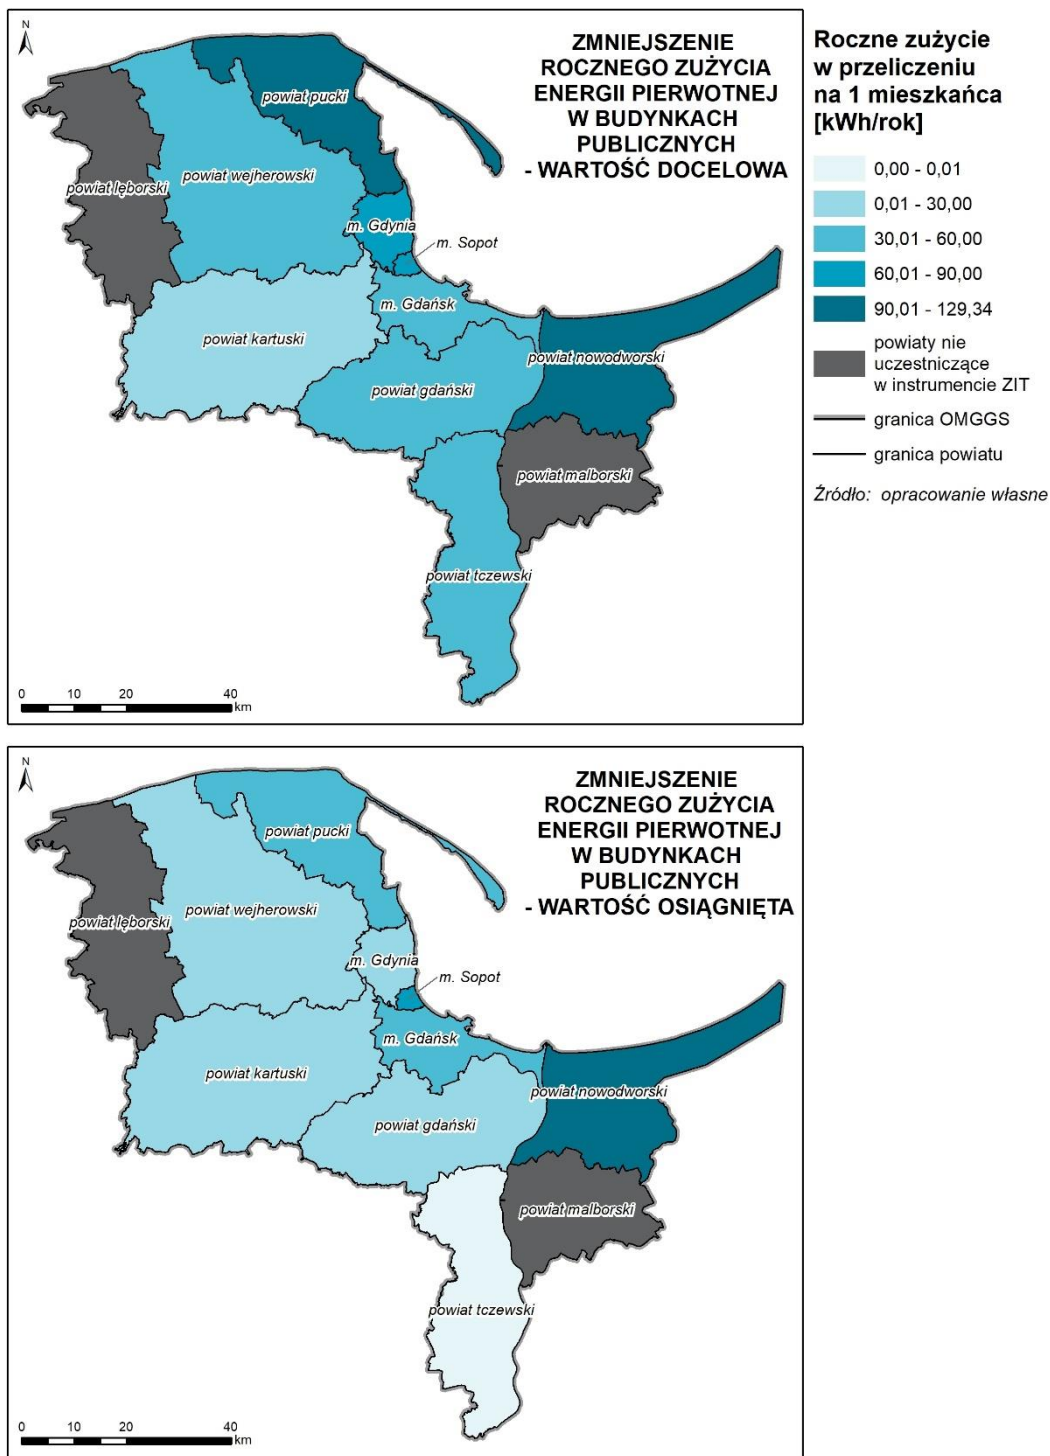 N
ZMNIEJSZENIE
ROCZNEGO ZUŻYCIA
ENERGII PIERWOTNEJ
W BUDYNKACH
PUBLICZNYCH
- WARTOŚĆ DOCELOWA
powiat pucki
powiat wejherowski
powiat lęborski
m. Gdynia
m. Sopot
m. Gdańsk
powiat kartuski
powiat nowodworski
powiat gdański
powiat malborski
powiat tczewski
0 10 20 40
km
Roczne zużycie
w przeliczeniu
na 1 mieszkańca
[kWh/rok]
0,00 - 0,01
0,01 - 30,00
30,01 - 60,00
60,01 - 90,00
90,01 - 129,34
powiaty nie
uczestniczące
w instrumencie ZIT
granica OMGGS
granica powiatu
Źródło: opracowanie własne
N
ZMNIEJSZENIE
ROCZNEGO ZUŻYCIA
ENERGII PIERWOTNEJ
W BUDYNKACH
PUBLICZNYCH
- WARTOŚĆ OSIĄGNIĘTA
powiat pucki
powiat wejherowski
powiat lęborski
m. Gdynia
m. Sopot
m. Gdańsk
powiat kartuski
powiat nowodworski
powiat gdański
powiat malborski
powiat tczewski
0 10 20 40
km